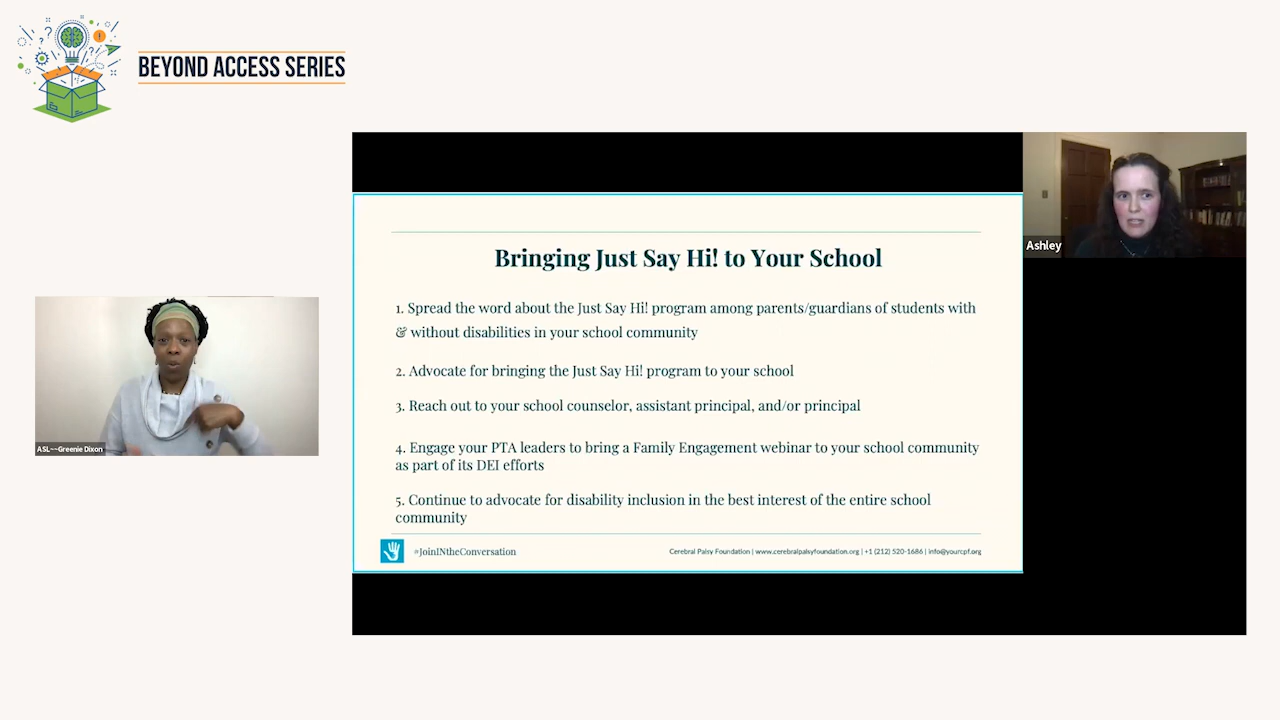 BEYOND ACCESS SERIES
Ashley
Bringing Just Say Hi! to Your School
1. Spread the word about the Just Say Hi! program among parents/guardians of students with
& without disabilities in your school community
2. Advocate for bringing the Just Say Hi! program to your school
3. Reach out to your school counselor, assistant principal, and/or principal
4. Engage your PTA leaders to bring a Family Engagement webinar to your school community
as part of its DEI efforts
5. Continue to advocate for disability inclusion in the best interest of the entire school
community
#JoinINtheConversation
Cerebral Palsy Foundation | www.cerebralpalsyfoundation.org | +1 (212) 520-1686 | info@yourcpf.org
ASL--Greenie Dixon